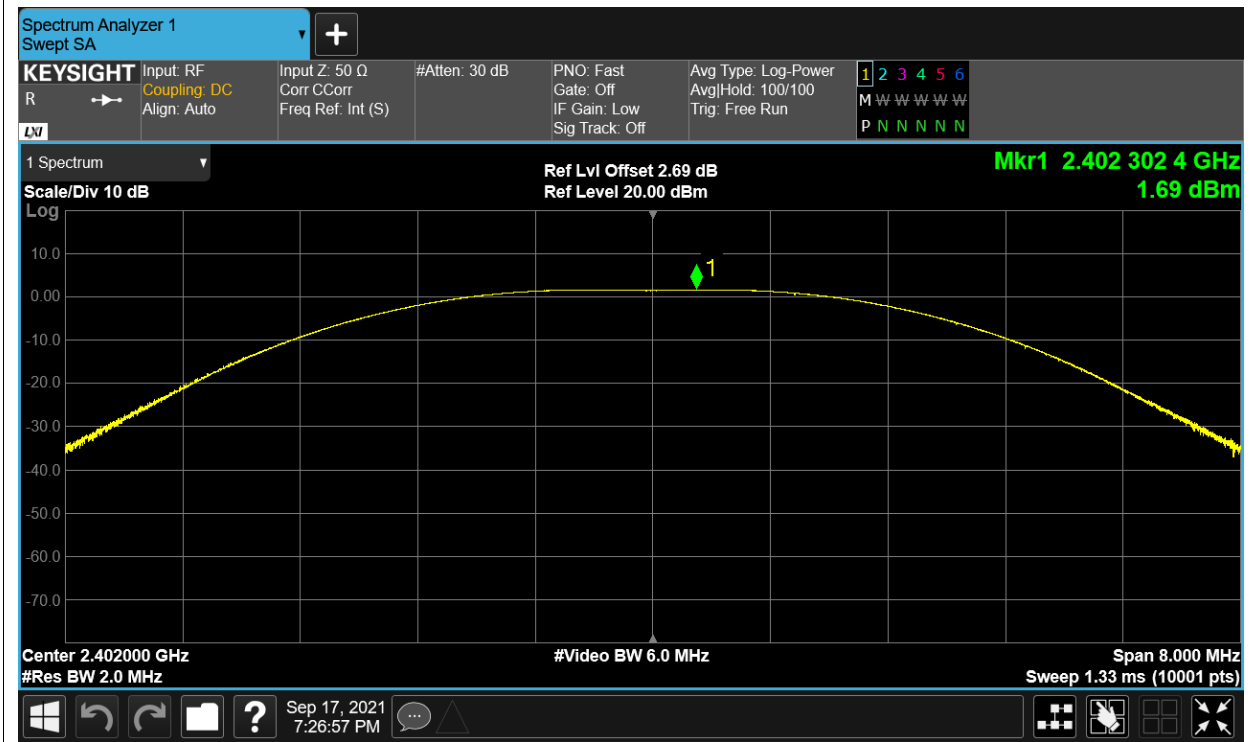 Spectrum Analyzer 1
Swept SA
KEYSIGHT
R
LXI
Input: RF
Coupling: DC
Align: Auto
Input Z: 50 Ω
Corr CCorr
Freq Ref: Int (S)
#Atten: 30 dB
PNO: Fast
Gate: Off
IF Gain: Low
Sig Track: Off
Avg Type: Log-Power
Avg|Hold: 100/100
Trig: Free Run
1 2 3 4 5 6
M W W W W W
P N N N N N
1 Spectrum
Scale/Div 10 dB
Ref Lvl Offset 2.69 dB
Ref Level 20.00 dBm
Mkr1 2.402 302 4 GHz
1.69 dBm
Log
10.0
0.00
-10.0
-20.0
-30.0
-40.0
-50.0
-60.0
-70.0
1
Center 2.402000 GHz
#Res BW 2.0 MHz
#Video BW 6.0 MHz
Span 8.000 MHz
Sweep 1.33 ms (10001 pts)
?
Sep 17, 2021
7:26:57 PM